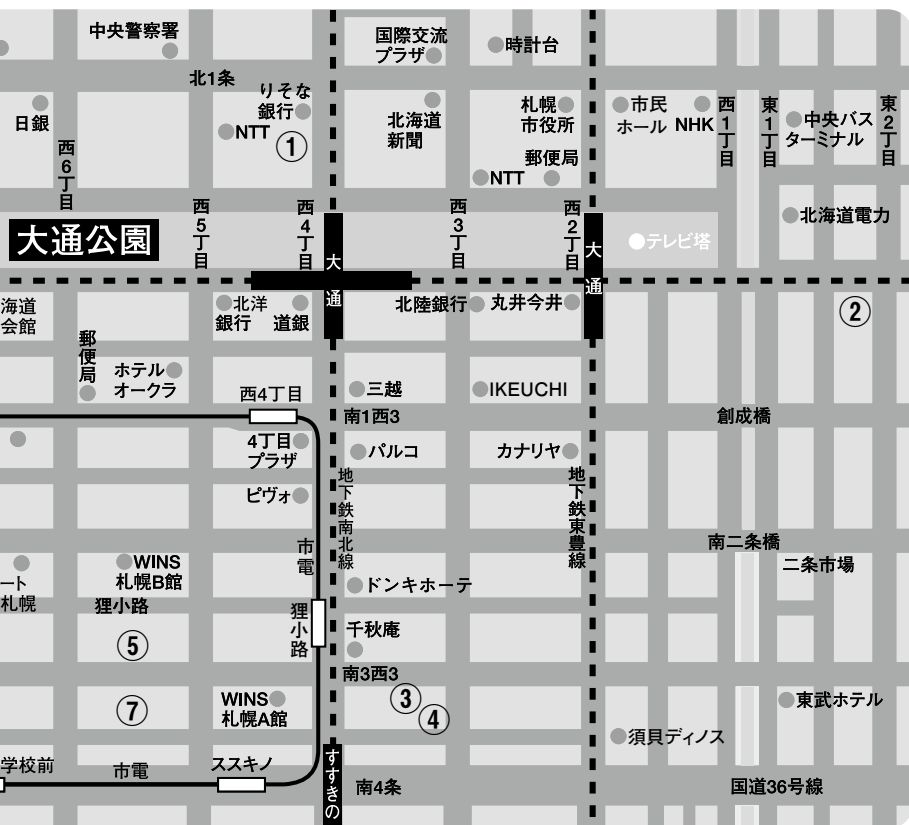 中央警察署
国際交流
プラザ
時計台
北1条
りそな
銀行
NTT
①
日銀
北海道
新聞
札幌
市役所
郵便局
NTT
市民
ホール
NHK
西1丁目
東1丁目
中央バス
ターミナル
東2丁目
西6丁目
西5丁目
西4丁目
西3丁目
西2丁目
北海道電力
大通公園
大通
大通
テレビ塔
海道
会館
北洋
銀行
道銀
北陸銀行
丸井今井
②
郵便局
ホテル
オークラ
西4丁目
三越
IKEUCHI
南1西3
創成橋
4丁目
プラザ
パルコ
カナリヤ
ピヴォ
地下鉄南北線
地下鉄東豊線
市電
南二条橋
二条市場
WINS
札幌B館
ート
札幌
狸小路
ドンキホーテ
狸小路
千秋庵
⑤
南3西3
③
④
⑦
WINS
札幌A館
東武ホテル
須貝ディノス
学校前
市電
ススキノ
すすきの
南4条
国道36号線